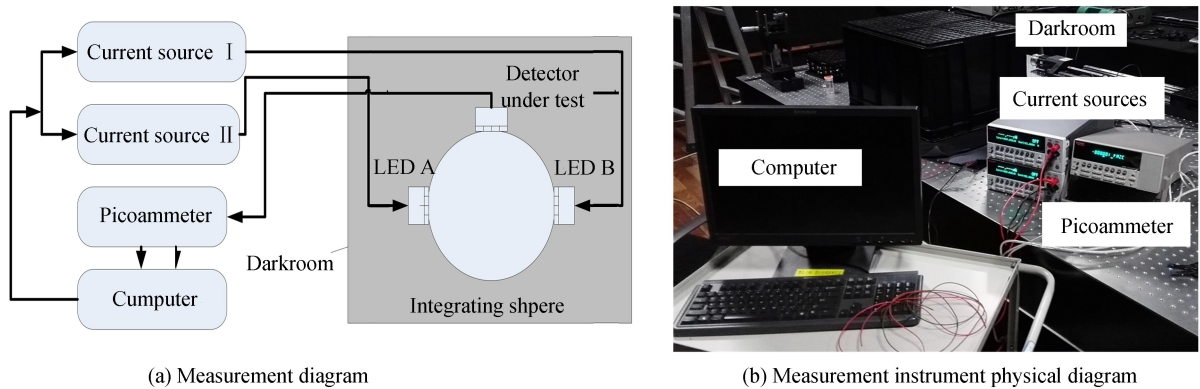 Current source I
Current source II
Picoammeter
Cumputer
Detector
under test
LED A
LED B
Darkroom
Integrating shpere
(a) Measurement diagram
Darkroom
Current sources
Computer
Picoammeter
(b) Measurement instrument physical diagram